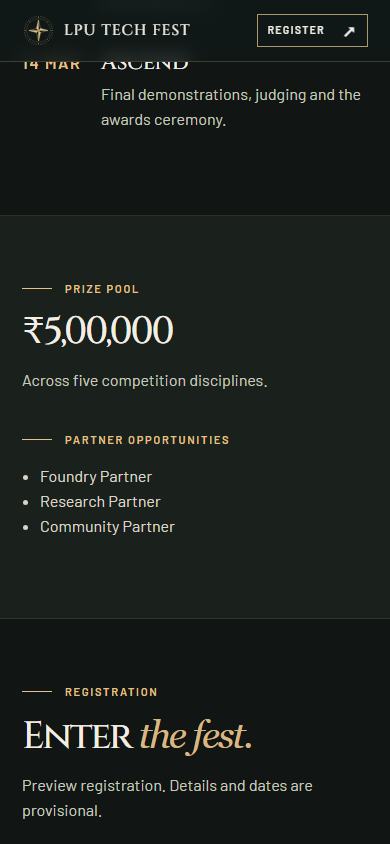 LPU TECH FEST
REGISTER
14 MAR
ASCEND
Final demonstrations, judging and the
awards ceremony.
PRIZE POOL
₹5,00,000
Across five competition disciplines.
PARTNER OPPORTUNITIES
Foundry Partner
Research Partner
Community Partner
REGISTRATION
ENTER the fest.
Preview registration. Details and dates are
provisional.